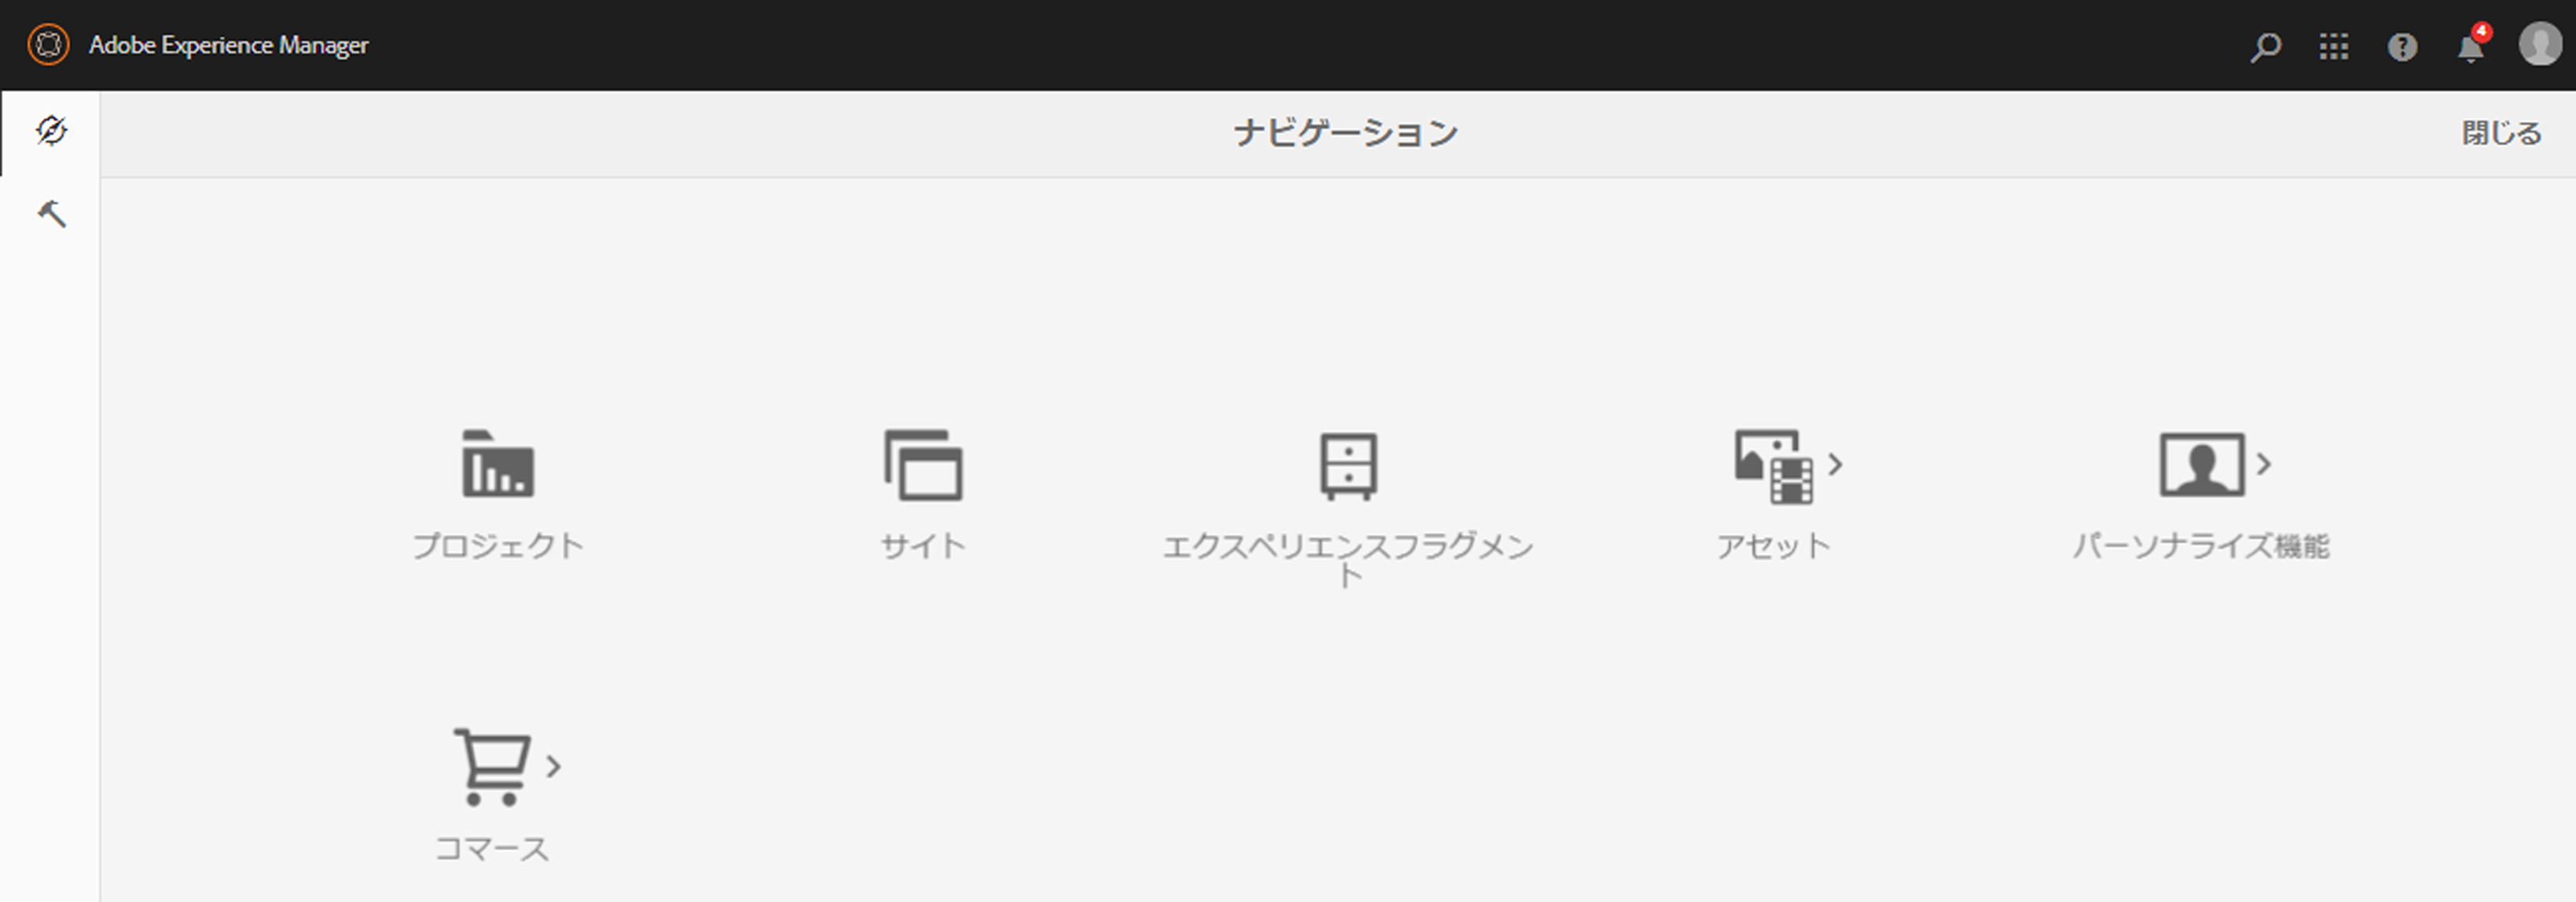 Adobe Experience Manager
4
ナビゲーション
閉じる
プロジェクト
サイト
エクスペリエンスフラグメン
ト
アセット
パーソナライズ機能
コマース